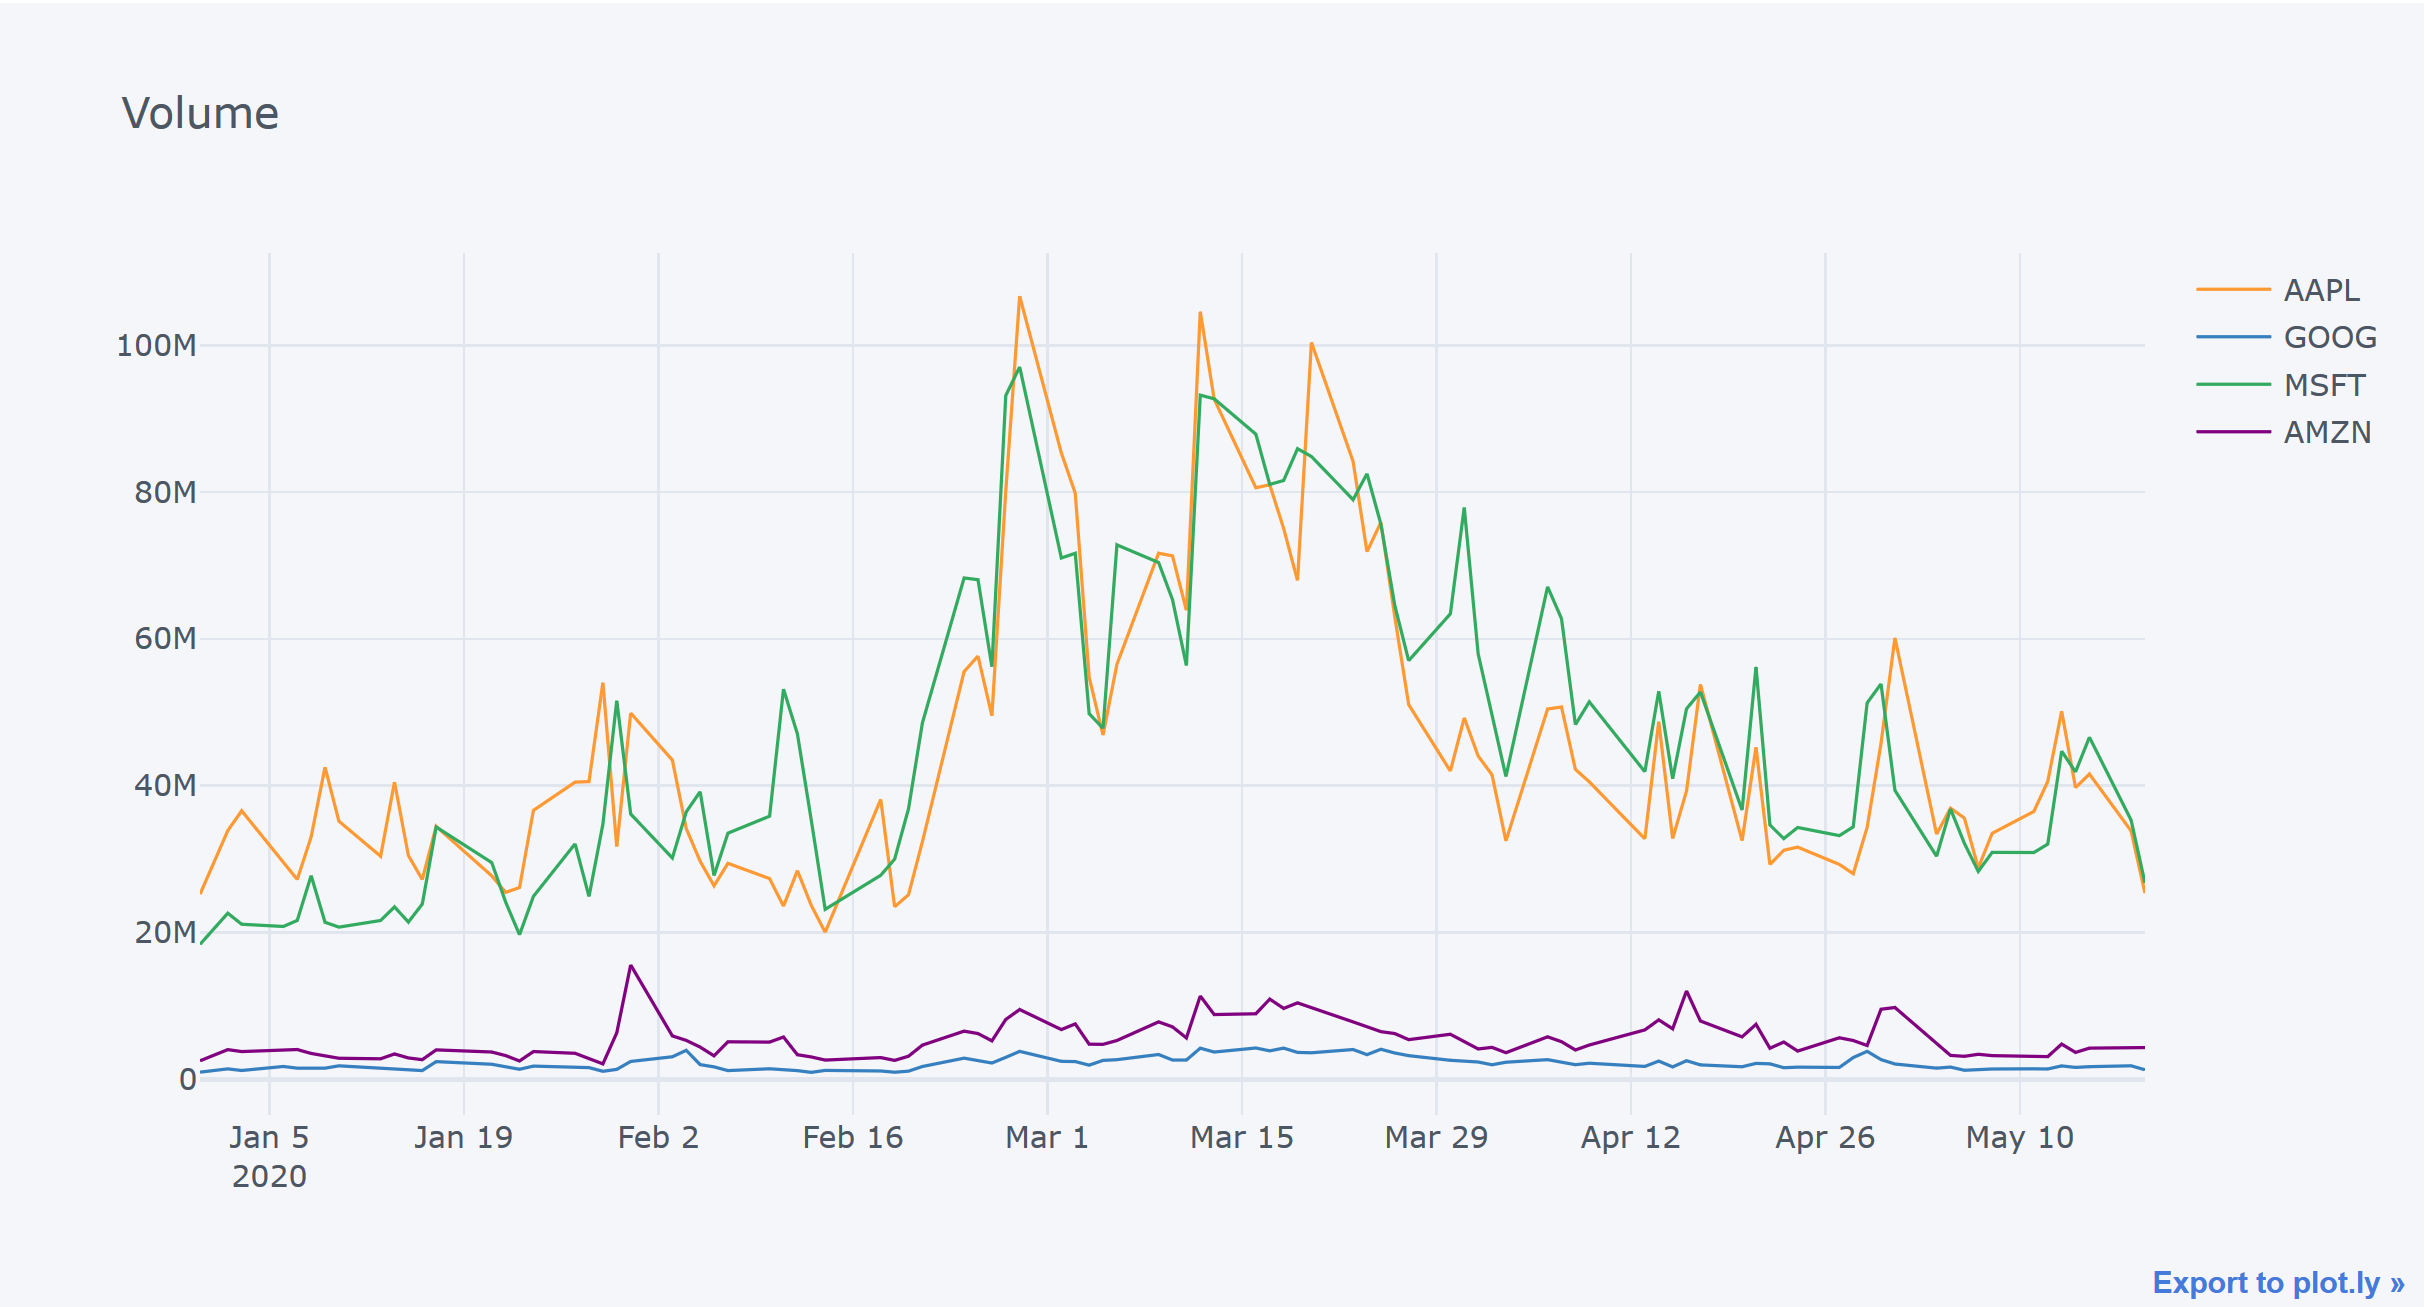 Volume
100M
80M
60M
40M
20M
0
Jan 5
2020
Jan 19
Feb 2
Feb 16
Mar 1
Mar 15
Mar 29
Apr 12
Apr 26
May 10
AAPL
GOOG
MSFT
AMZN
Export to plot.ly »